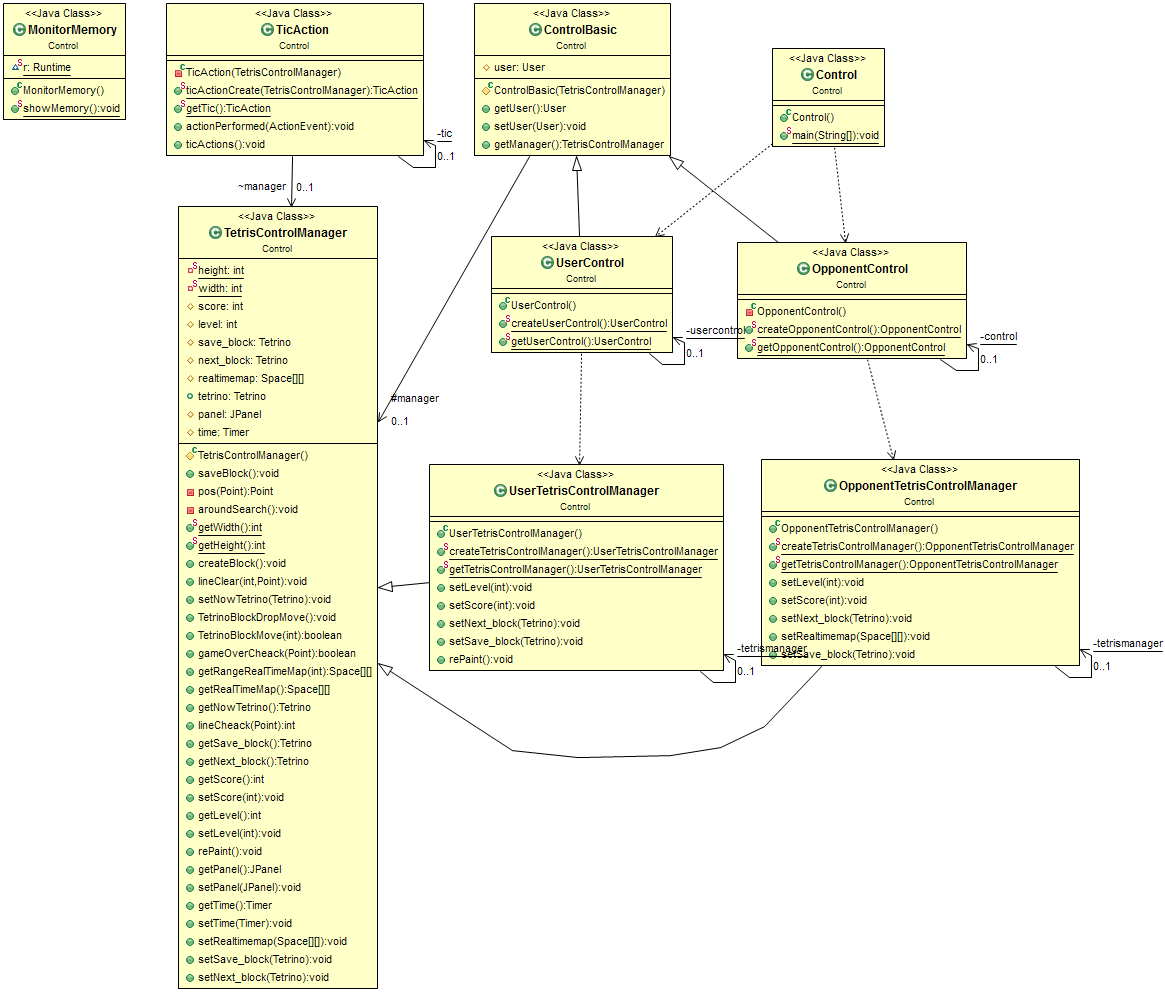 <<Java Class>>
MonitorMemory
Control
r: Runtime
MonitorMemory()
showMemory():void
<<Java Class>>
TicAction
Control
TicAction(TetrisControlManager)
ticActionCreate(TetrisControlManager):TicAction
getTic():TicAction
actionPerformed(ActionEvent):void
ticActions():void
-tic
0..1
~manager
0..1
<<Java Class>>
ControlBasic
Control
user: User
ControlBasic(TetrisControlManager)
getUser():User
setUser(User):void
getManager():TetrisControlManager
#manager
0..1
<<Java Class>>
Control
Control
Control()
main(String[]):void
<<Java Class>>
TetrisControlManager
Control
height: int
width: int
score: int
level: int
save_block: Tetrino
next_block: Tetrino
realtimemap: Space[][]
tetrino: Tetrino
panel: JPanel
time: Timer
TetrisControlManager()
saveBlock():void
pos(Point):Point
aroundSearch():void
getWidth():int
getHeight():int
createBlock():void
lineClear(int,Point):void
setNowTetrino(Tetrino):void
TetrinoBlockDropMove():void
TetrinoBlockMove(int):boolean
gameOverCheack(Point):boolean
getRangeRealTimeMap(int):Space[][]
getRealTimeMap():Space[][]
getNowTetrino():Tetrino
lineCheack(Point):int
getSave_block():Tetrino
getNext_block():Tetrino
getScore():int
setScore(int):void
getLevel():int
setLevel(int):void
rePaint():void
getPanel():JPanel
setPanel(JPanel):void
getTime():Timer
setTime(Timer):void
setRealtimemap(Space[][]):void
setSave_block(Tetrino):void
setNext_block(Tetrino):void
<<Java Class>>
UserControl
Control
UserControl()
createUserControl():UserControl
getUserControl():UserControl
-usercontrol
0..1
<<Java Class>>
OpponentControl
Control
OpponentControl()
createOpponentControl():OpponentControl
getOpponentControl():OpponentControl
-control
0..1
<<Java Class>>
UserTetrisControlManager
Control
UserTetrisControlManager()
createTetrisControlManager():UserTetrisControlManager
getTetrisControlManager():UserTetrisControlManager
setLevel(int):void
setScore(int):void
setNext_block(Tetrino):void
setSave_block(Tetrino):void
rePaint():void
-tetrismanager
0..1
<<Java Class>>
OpponentTetrisControlManager
Control
OpponentTetrisControlManager()
createTetrisControlManager():OpponentTetrisControlManager
getTetrisControlManager():OpponentTetrisControlManager
setLevel(int):void
setScore(int):void
setNext_block(Tetrino):void
setRealtimemap(Space[][]):void
setSave_block(Tetrino):void
-tetrismanager
0..1